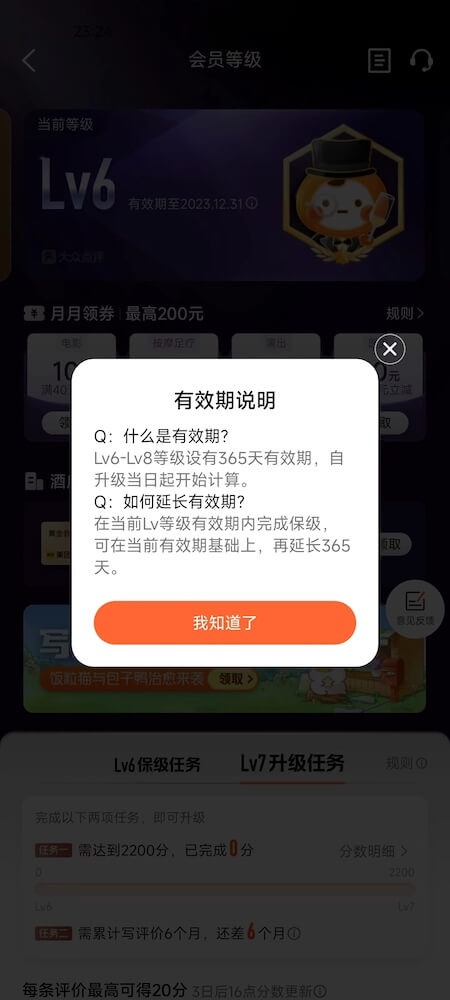 23:24
会员等级
当前等级
Lv6
有效期至2023.12.31
大众点评
月月领券 最高200元
规则
电影
按摩足疗
演出
有效期说明
Q：什么是有效期?
Lv6-Lv8等级设有365天有效期，自
升级当日起开始计算。
Q：如何延长有效期?
在当前Lv等级有效期内完成保级，
可在当前有效期基础上，再延长365
天。
我知道了
意见反馈
饭粒猫与包子鸭治愈来袭
领取
Lv6保级任务
Lv7升级任务
规则
完成以下两项任务，即可升级
任务一 需达到2200分，已完成0分
分数明细
0
2200
Lv6
Lv7
任务二 需累计写评价6个月，还差6个月
每条评价最高可得20分 3日后16点分数更新